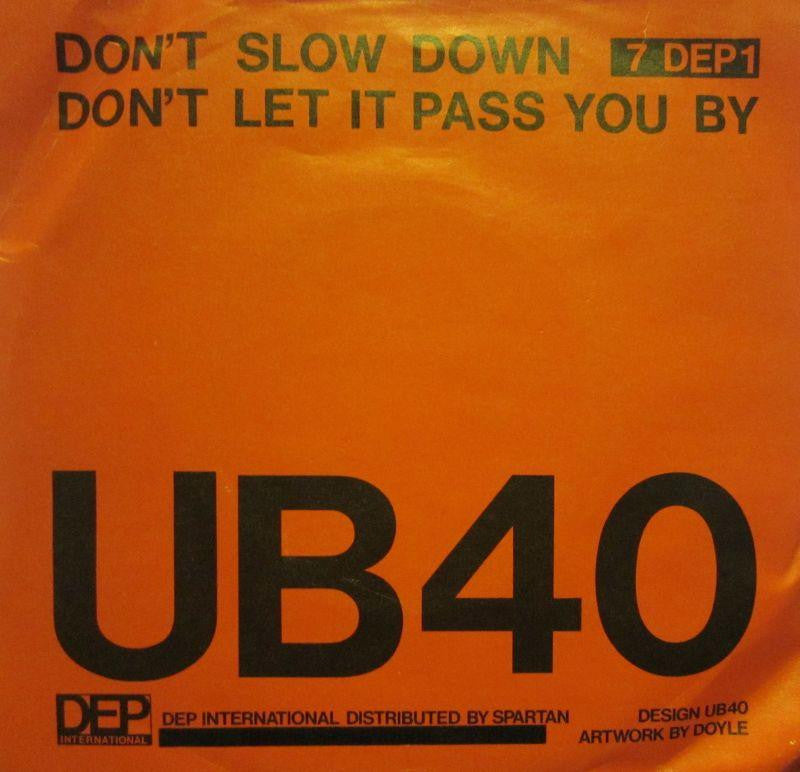 DON'T SLOW DOWN 7 DEP1
DON'T LET IT PASS YOU BY
UB40
DEP
INTERNATIONAL
DEP INTERNATIONAL DISTRIBUTED BY SPARTAN
DESIGN UB40
ARTWORK BY DOYLE